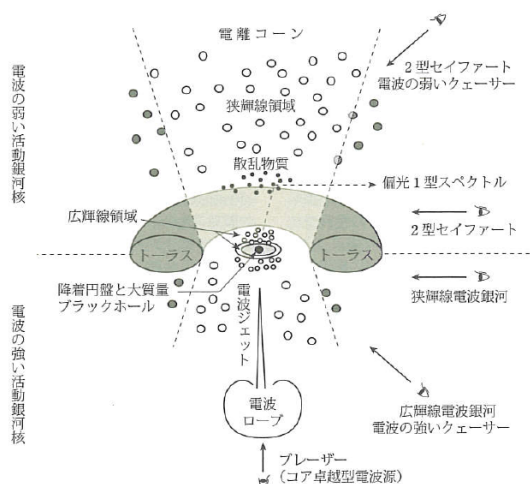 電離コーン
2型セイファート
電波の弱いクェーサー
電波の弱い活動銀河核
狭輝線領域
散乱物質
偏光1型スペクトル
広輝線領域
2型セイファート
トーラス
トーラス
降着円盤と大質量
ブラックホール
電波ジェット
狭輝線電波銀河
電波の強い活動銀河核
電波
ローブ
広輝線電波銀河
電波の強いクェーサー
ブレーザー
(コア卓越型電波源)